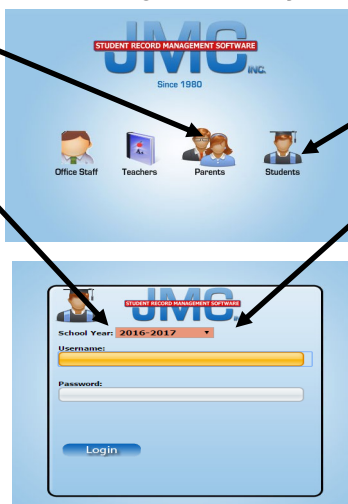 JMC
STUDENT RECORD MANAGEMENT SOFTWARE
INC.
Since 1980
Office Staff
Teachers
Parents
Students
JMC
STUDENT RECORD MANAGEMENT SOFTWARE
School Year: 2016-2017
Username:
Password:
Login